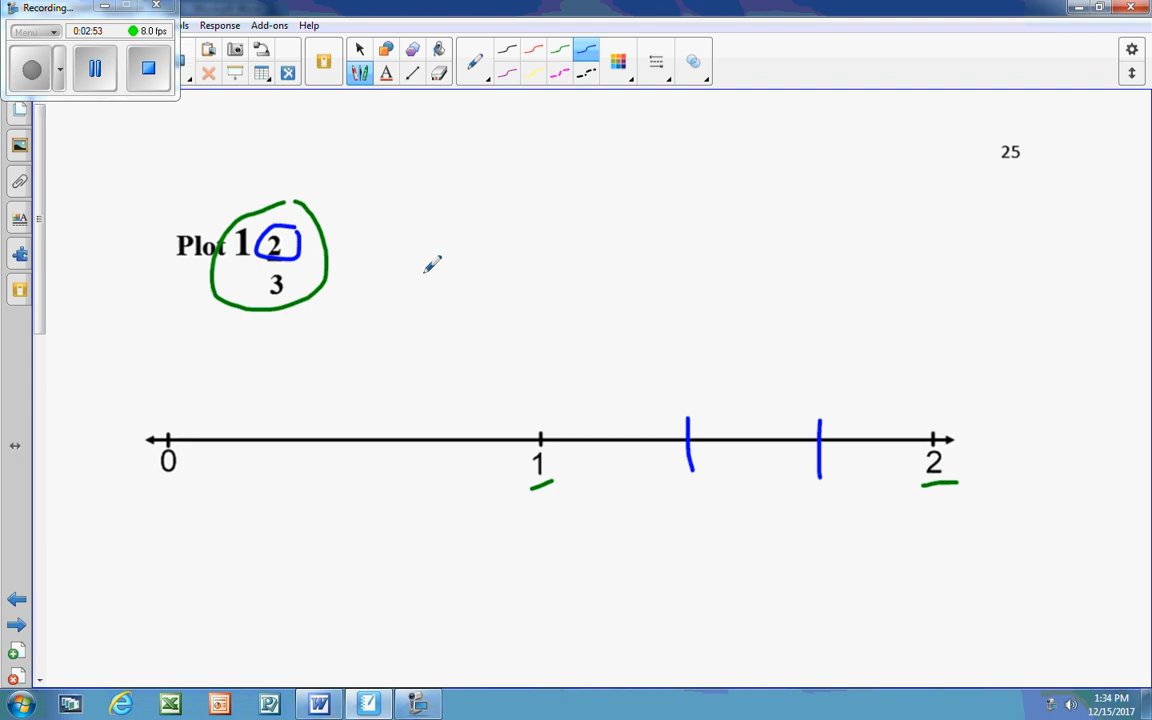 Recording...
Menu 0:02:53 8.0 fps
Response Add-ons Help
25
Plot 1 2
3
0 1 2
1:34 PM
12/15/2017